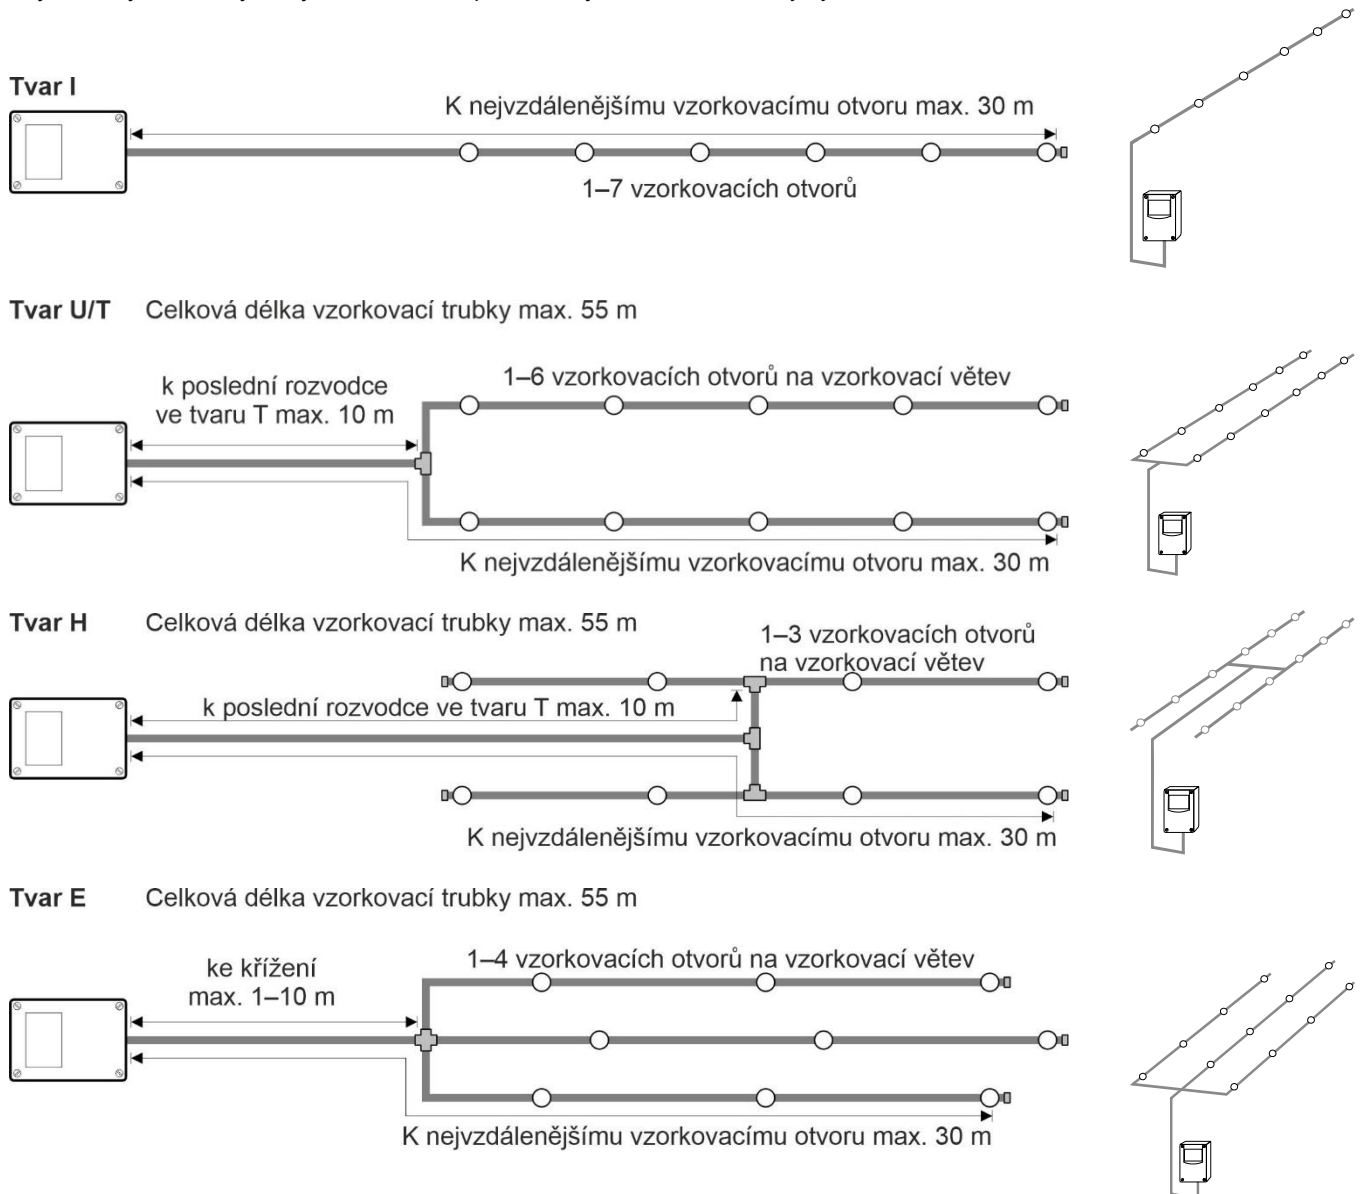 Tvar I
K nejvzdálenějšímu vzorkovacímu otvoru max. 30 m
1–7 vzorkovacích otvorů
Tvar U/T Celková délka vzorkovací trubky max. 55 m
k poslední rozvodce
ve tvaru T max. 10 m
1–6 vzorkovacích otvorů na vzorkovací větev
K nejvzdálenějšímu vzorkovacímu otvoru max. 30 m
Tvar H Celková délka vzorkovací trubky max. 55 m
1–3 vzorkovacích otvorů
na vzorkovací větev
k poslední rozvodce ve tvaru T max. 10 m
K nejvzdálenějšímu vzorkovacímu otvoru max. 30 m
Tvar E Celková délka vzorkovací trubky max. 55 m
ke křížení
max. 1–10 m
1–4 vzorkovacích otvorů na vzorkovací větev
K nejvzdálenějšímu vzorkovacímu otvoru max. 30 m